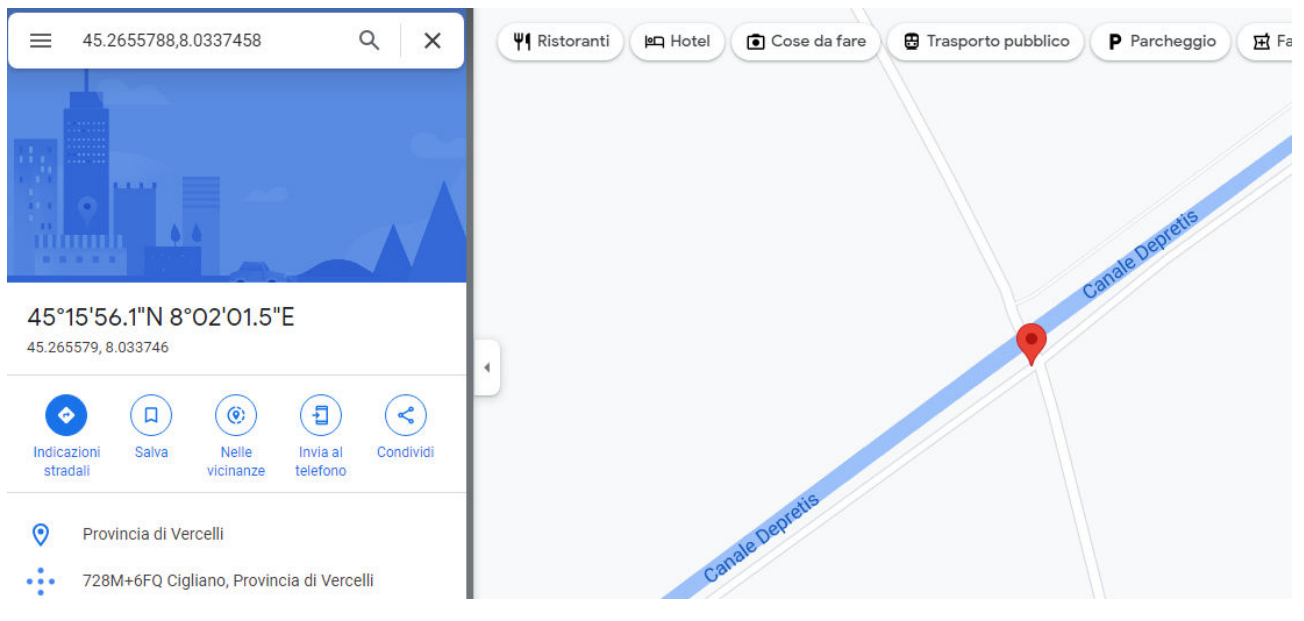 45.2655788,8.0337458
Ristoranti
Hotel
Cose da fare
Trasporto pubblico
P Parcheggio
Fa
45°15'56.1"N 8°02'01.5"E
45.265579, 8.033746
Indicazioni
stradali
Salva
Nelle
vicinanze
Invia al
telefono
Condividi
Provincia di Vercelli
728M+6FQ Cigliano, Provincia di Vercelli
Canale Depretis
Canale Depretis